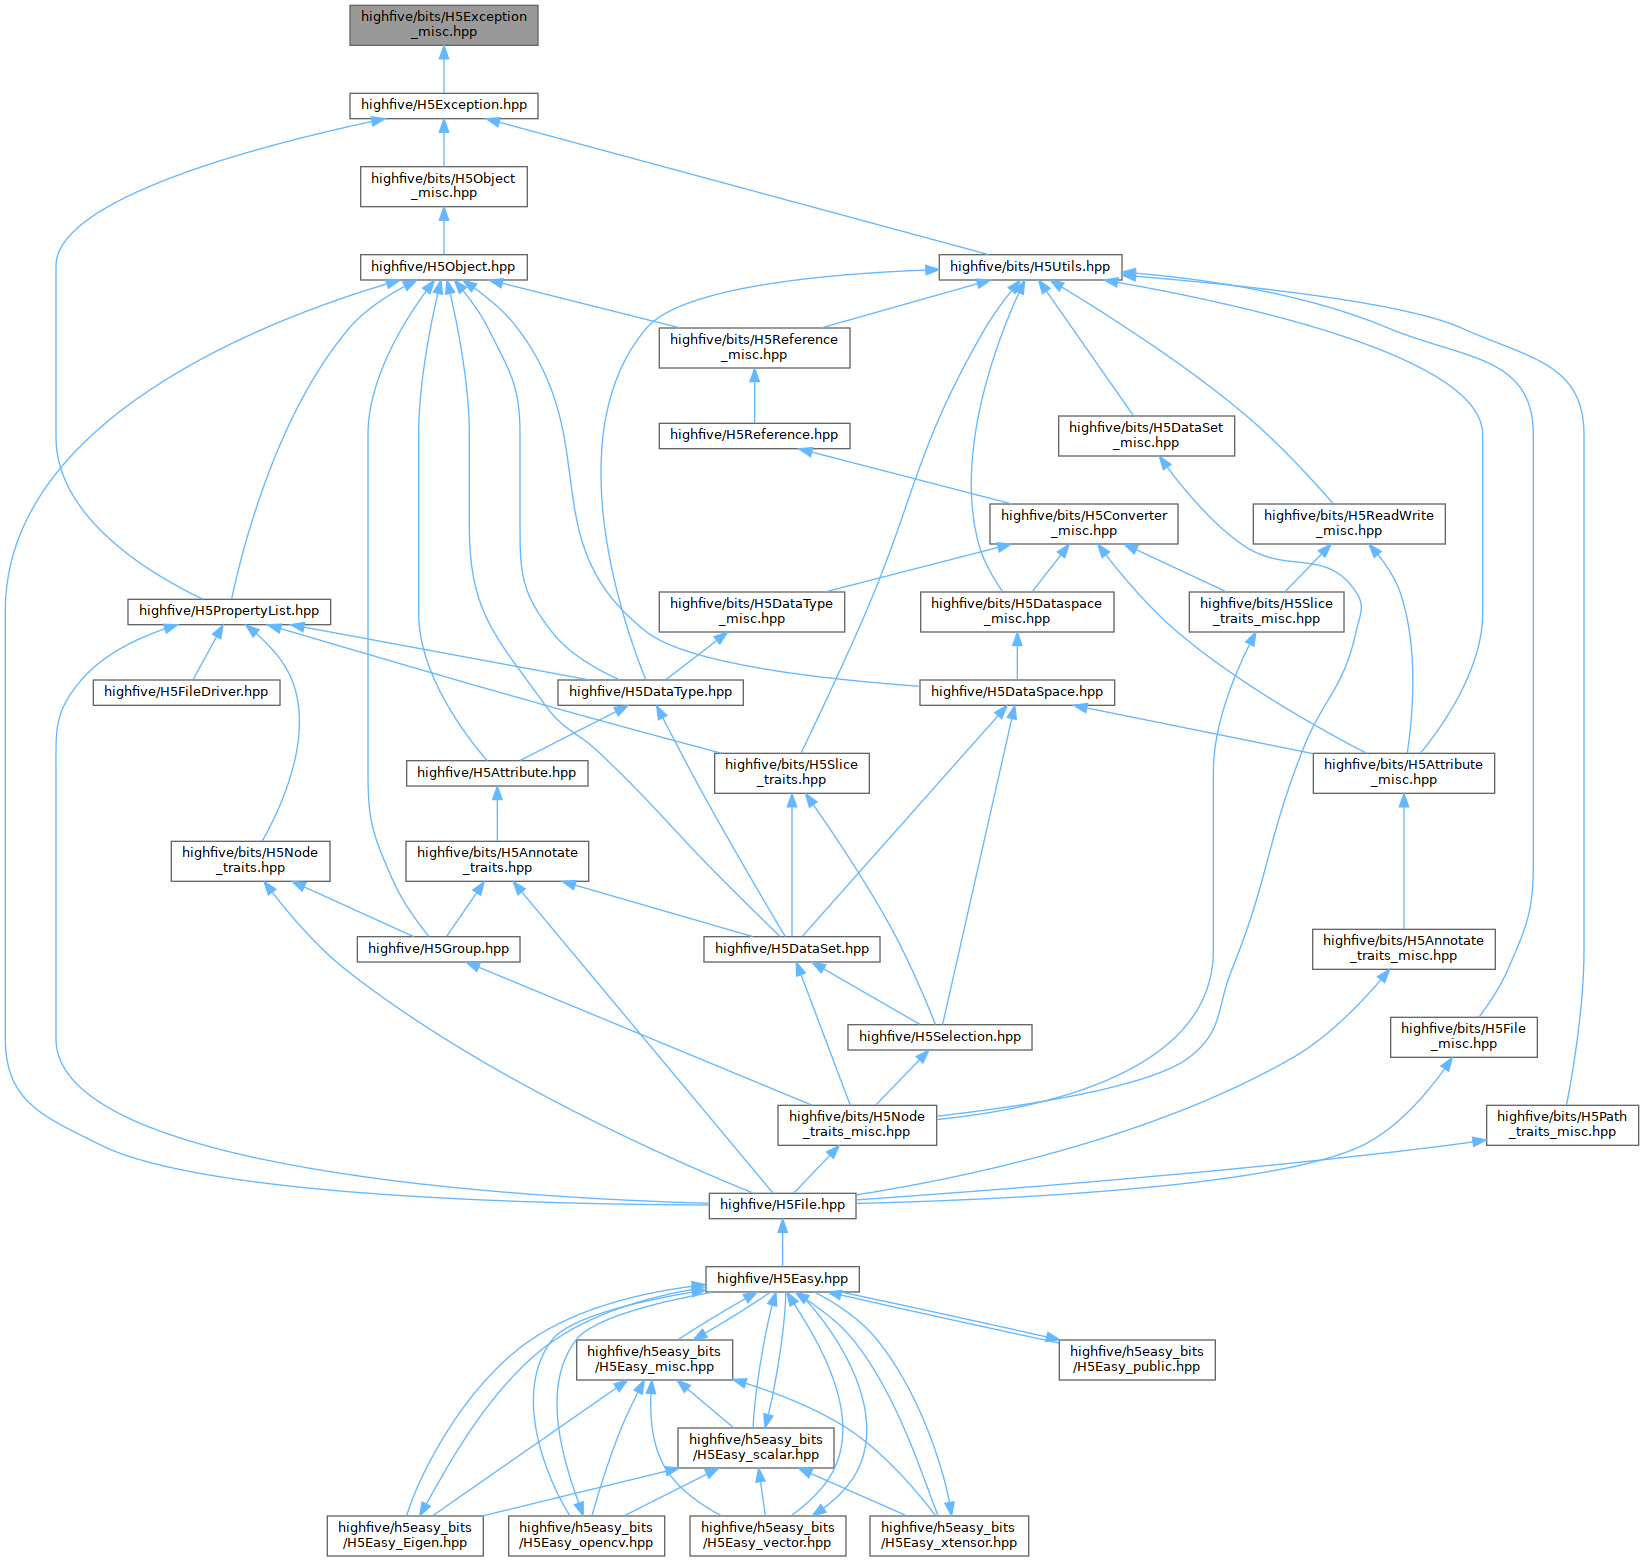 highfive/bits/H5Exception
_misc.hpp
highfive/H5Exception.hpp
highfive/bits/H5Object
_misc.hpp
highfive/H5Object.hpp
highfive/bits/H5Utils.hpp
highfive/bits/H5Reference
_misc.hpp
highfive/H5Reference.hpp
highfive/bits/H5DataSet
_misc.hpp
highfive/bits/H5Converter
_misc.hpp
highfive/bits/H5ReadWrite
_misc.hpp
highfive/H5PropertyList.hpp
highfive/bits/H5DataType
_misc.hpp
highfive/bits/H5Dataspace
_misc.hpp
highfive/bits/H5Slice
_traits_misc.hpp
highfive/H5FileDriver.hpp
highfive/H5DataType.hpp
highfive/H5DataSpace.hpp
highfive/H5Attribute.hpp
highfive/bits/H5Slice
_traits.hpp
highfive/bits/H5Attribute
_misc.hpp
highfive/bits/H5Node
_traits.hpp
highfive/bits/H5Annotate
_traits.hpp
highfive/H5Group.hpp
highfive/H5DataSet.hpp
highfive/bits/H5Annotate
_traits_misc.hpp
highfive/H5Selection.hpp
highfive/bits/H5File
_misc.hpp
highfive/bits/H5Node
_traits_misc.hpp
highfive/bits/H5Path
_traits_misc.hpp
highfive/H5File.hpp
highfive/H5Easy.hpp
highfive/h5easy_bits
/H5Easy_misc.hpp
highfive/h5easy_bits
/H5Easy_public.hpp
highfive/h5easy_bits
/H5Easy_scalar.hpp
highfive/h5easy_bits
/H5Easy_Eigen.hpp
highfive/h5easy_bits
/H5Easy_opencv.hpp
highfive/h5easy_bits
/H5Easy_vector.hpp
highfive/h5easy_bits
/H5Easy_xtensor.hpp